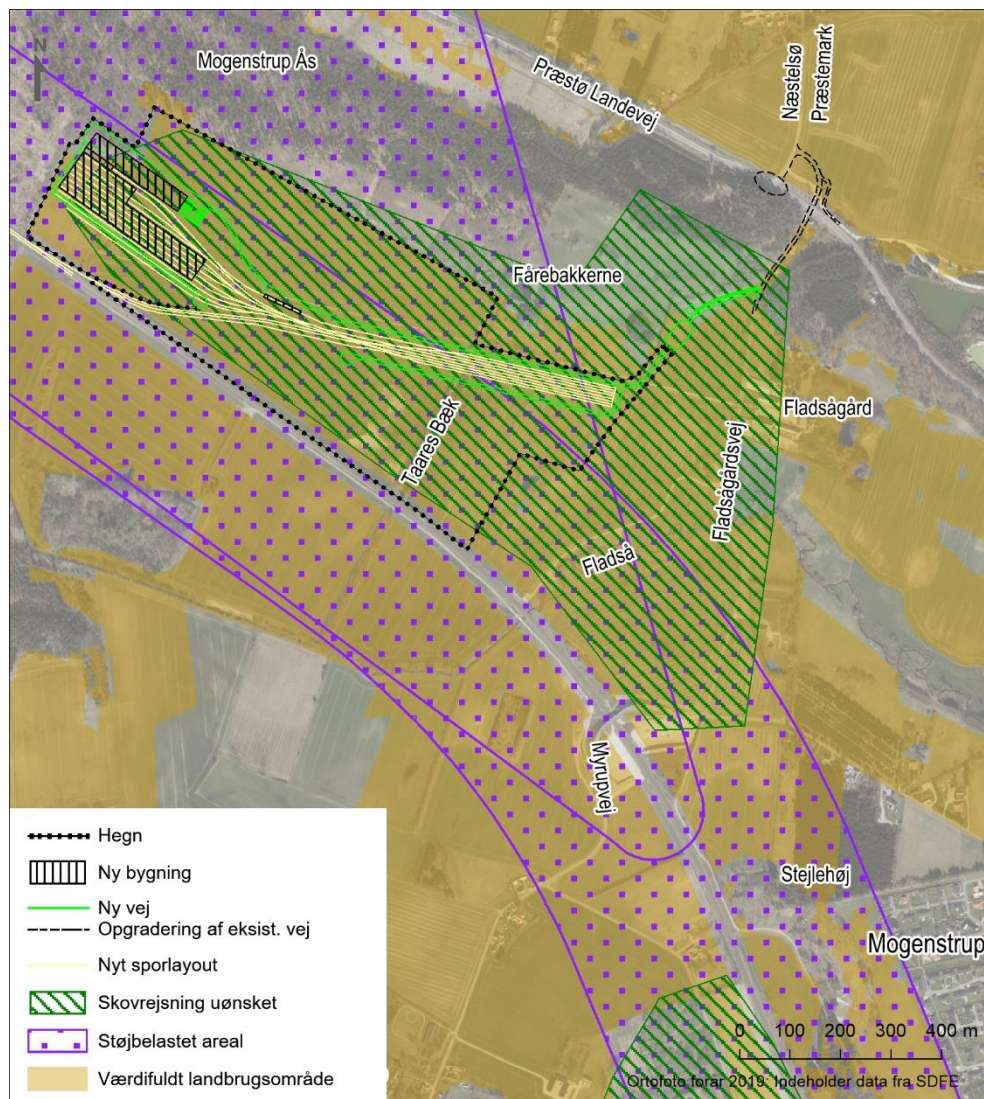 N
Mogenstrup Ås
Præstø Landevej
Næstelsø
Præstemark
Fårebakkerne
Fladsågård
Taares Bæk
Fladsågårdsvej
Fladså
Myrupvej
Stejlehøj
Mogenstrup
Hegn
Ny bygning
Ny vej
Opgradering af eksist. vej
Nyt sporlayout
Skovrejsning uønsket
Støjbelastet areal
Værdifuldt landbrugsområde
0 100 200 300 400 m
Ortofoto forår 2019: Indeholder data fra SDFE